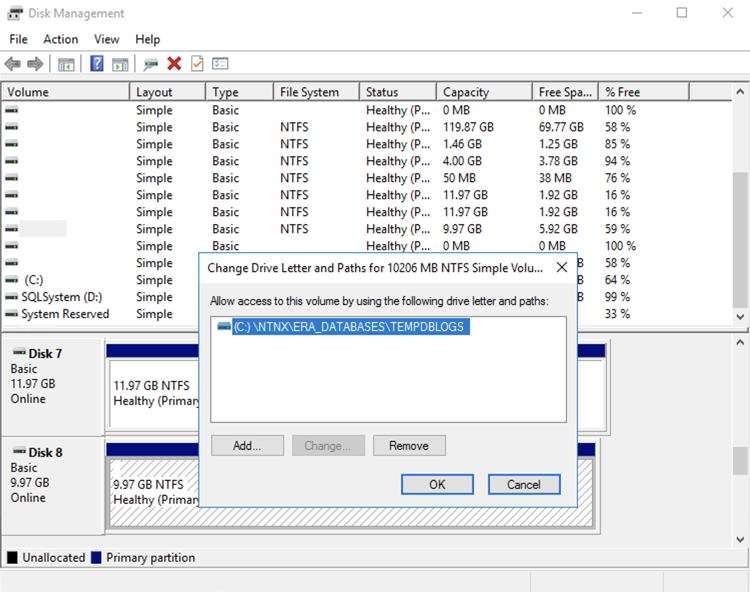 Disk Management
File Action View Help
Volume Layout Type File System Status Capacity Free Spa... % Free
Simple Basic Healthy (P... 0 MB 0 MB 100 %
Simple Basic NTFS Healthy (P... 119.87 GB 69.77 GB 58 %
Simple Basic NTFS Healthy (P... 1.46 GB 1.25 GB 85 %
Simple Basic NTFS Healthy (P... 4.00 GB 3.78 GB 94 %
Simple Basic NTFS Healthy (P... 50 MB 38 MB 76 %
Simple Basic NTFS Healthy (P... 11.97 GB 1.92 GB 16 %
Simple Basic NTFS Healthy (P... 11.97 GB 1.92 GB 16 %
Simple Basic NTFS Healthy (P... 9.97 GB 5.92 GB 59 %
Simple Basic Healthy (P... 0 MB 0 MB 100 %
Simple 58 %
(C:) Simple 64 %
SQLSystem (D:) Simple 99 %
System Reserved Simple 33 %
Change Drive Letter and Paths for 10206 MB NTFS Simple Volu...
Allow access to this volume by using the following drive letter and paths:
(C:) \NTNX\ERA_DATABASES\TEMPDBLOGS
Add... Change... Remove
OK Cancel
Disk 7
Basic
11.97 GB
Online
11.97 GB NTFS
Healthy (Primary
Disk 8
Basic
9.97 GB
Online
9.97 GB NTFS
Healthy (Primary
Unallocated Primary partition